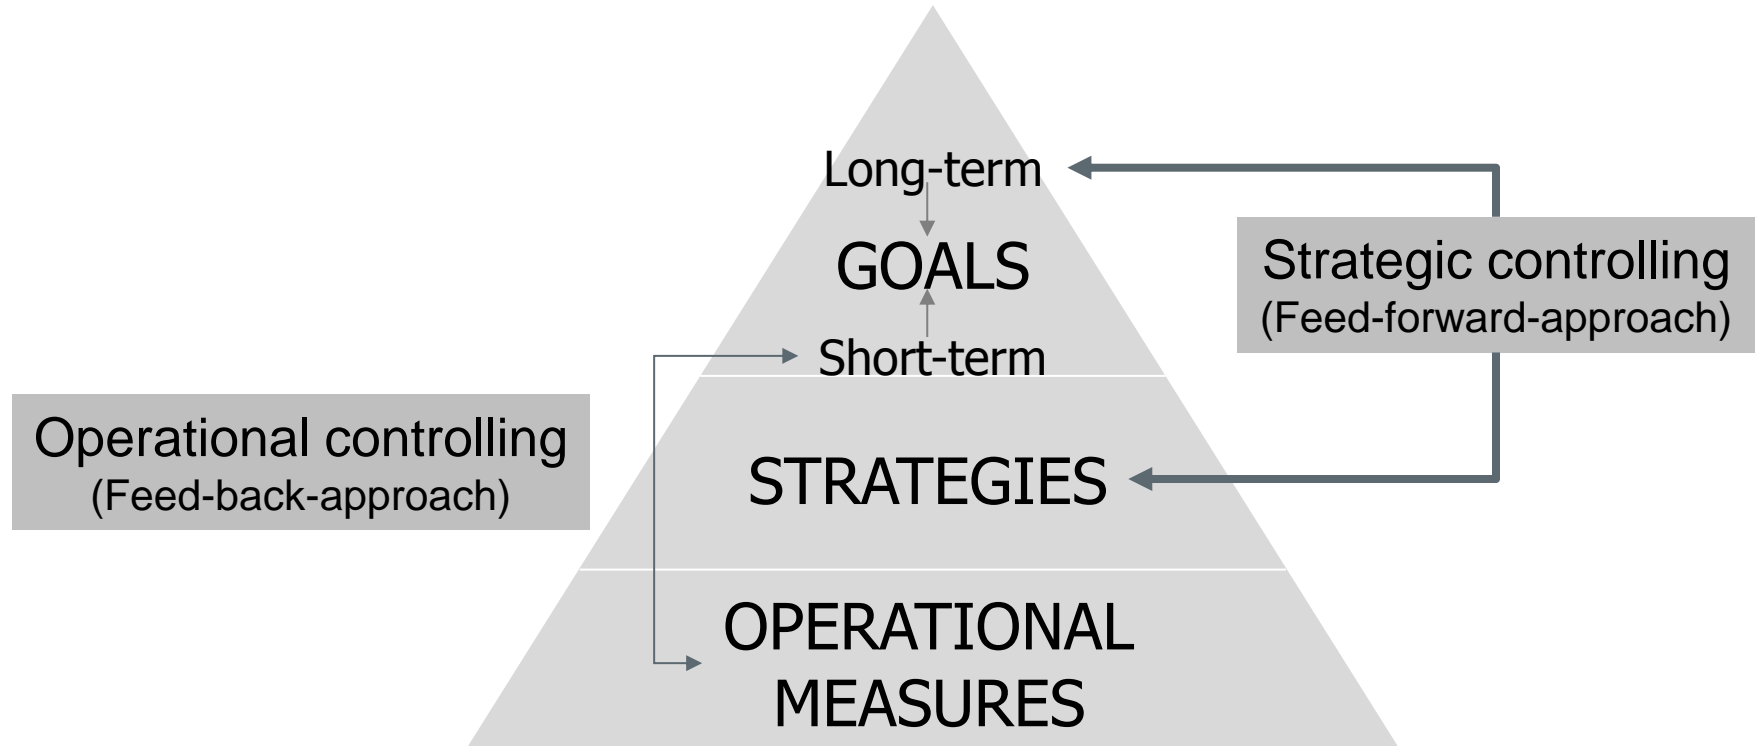 Long-term
GOALS
Short-term
Strategic controlling
(Feed-forward-approach)
Operational controlling
(Feed-back-approach)
STRATEGIES
OPERATIONAL
MEASURES